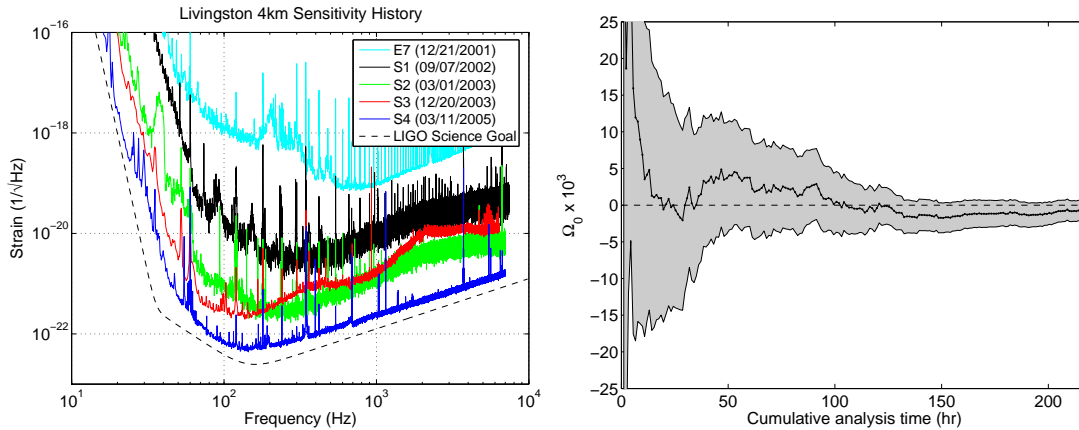 Livingston 4km Sensitivity History
Strain (1/√Hz)
10^-16
10^-18
10^-20
10^-22
E7 (12/21/2001)
S1 (09/07/2002)
S2 (03/01/2003)
S3 (12/20/2003)
S4 (03/11/2005)
LIGO Science Goal
10^1 10^2 10^3 10^4
Frequency (Hz)
Ω_0 x 10^3
25
20
15
10
5
0
-5
-10
-15
-20
-25
0 50 100 150 200
Cumulative analysis time (hr)